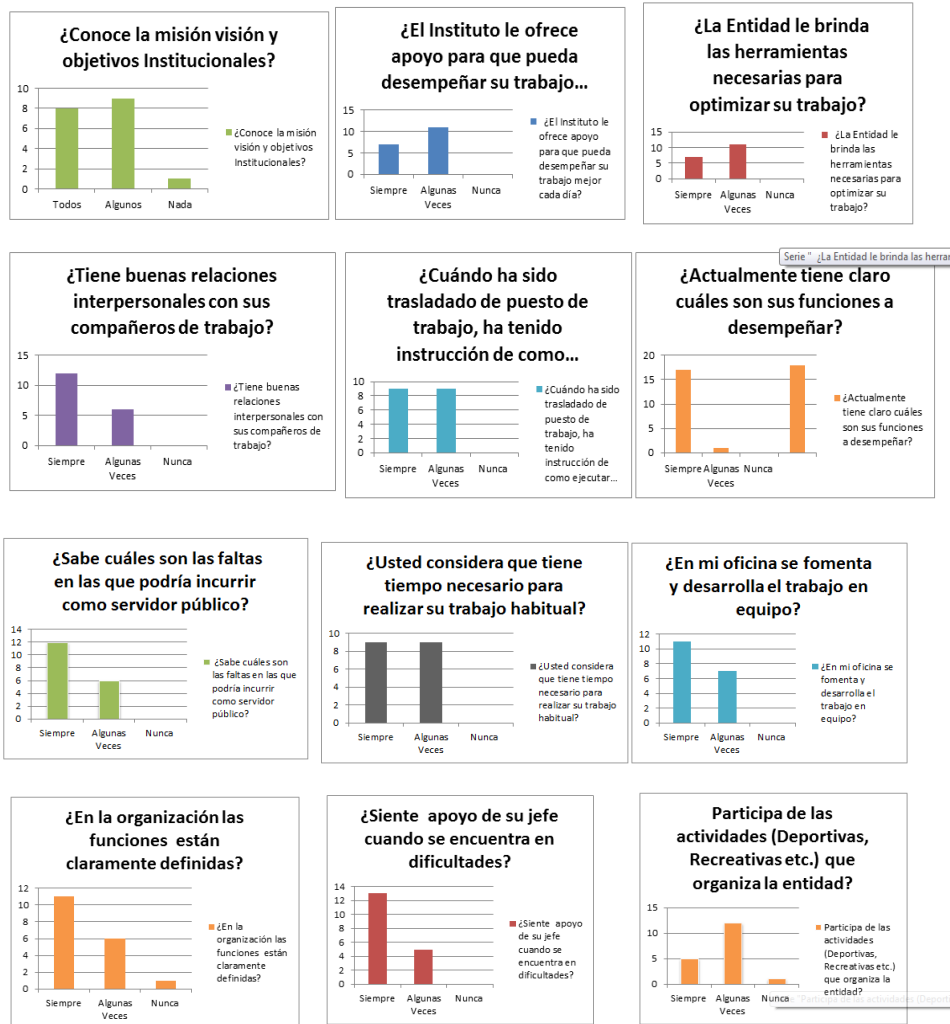 ¿Conoce la misión visión y
objetivos Institucionales?
10
8
6
4
2
0
Todos Algunos Nada
¿Conoce la misión
visión y objetivos
Institucionales?
¿El Instituto le ofrece
apoyo para que pueda
desempeñar su trabajo...
15
10
5
0
Siempre Algunas Nunca
Veces
¿El Instituto le
ofrece apoyo
para que pueda
desempeñar su
trabajo mejor
cada día?
¿La Entidad le brinda
las herramientas
necesarias para
optimizar su trabajo?
15
10
5
0
Siempre Algunas Nunca
Veces
¿La Entidad le
brinda las
herramientas
necesarias para
optimizar su
trabajo?
Serie " ¿La Entidad le brinda las herrar
¿Tiene buenas relaciones
interpersonales con sus
compañeros de trabajo?
15
10
5
0
Siempre Algunas Nunca
Veces
¿Tiene buenas
relaciones
interpersonales con
sus compañeros de
trabajo?
¿Cuándo ha sido
trasladado de puesto de
trabajo, ha tenido
instrucción de como...
10
8
6
4
2
0
Siempre Algunas Nunca
Veces
¿Cuándo ha sido
trasladado de
puesto de
trabajo, ha
tenido
instrucción de
como ejecutar...
¿Actualmente tiene claro
cuáles son sus funciones a
desempeñar?
20
15
10
5
0
Siempre Algunas Nunca
Veces
¿Actualmente
tiene claro cuáles
son sus funciones
a desempeñar?
¿Sabe cuáles son las faltas
en las que podría incurrir
como servidor público?
14
12
10
8
6
4
2
0
Siempre Algunas Nunca
Veces
¿Sabe cuáles son
las faltas en las que
podría incurrir
como servidor
público?
¿Usted considera que tiene
tiempo necesario para
realizar su trabajo habitual?
10
8
6
4
2
0
Siempre Algunas Nunca
Veces
¿Usted considera
que tiene tiempo
necesario para
realizar su trabajo
habitual?
¿En mi oficina se fomenta
y desarrolla el trabajo en
equipo?
12
10
8
6
4
2
0
Siempre Algunas Nunca
Veces
¿En mi oficina se
fomenta y
desarrolla el
trabajo en
equipo?
¿En la organización las
funciones están
claramente definidas?
12
10
8
6
4
2
0
Siempre Algunas Nunca
Veces
¿En la
organización las
funciones están
claramente
definidas?
¿Siente apoyo de su jefe
cuando se encuentra en
dificultades?
14
12
10
8
6
4
2
0
Siempre Algunas Nunca
Veces
¿Siente apoyo
de su jefe
cuando se
encuentra en
dificultades?
Participa de las
actividades (Deportivas,
Recreativas etc.) que
organiza la entidad?
15
10
5
0
Siempre Algunas Nunca
Veces
Participa de las
actividades
(Deportivas,
Recreativas etc.)
que organiza la
entidad?
"Participa de las actividades (Deporti